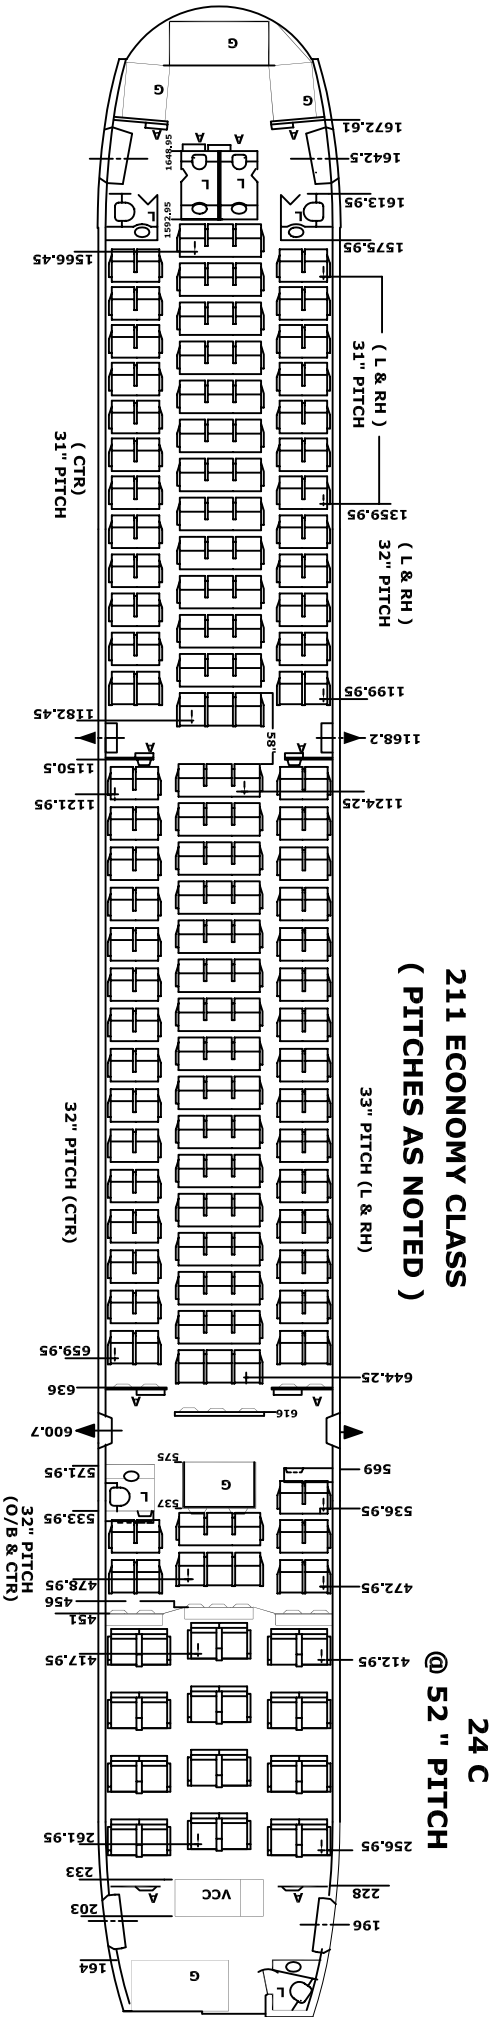 G
G
G
1672.61
A
A
A
A
1648.95
1642.5
L
L
1613.95
L
L
1592.95
1575.95
1566.45
( L & RH )
31" PITCH
( CTR)
31" PITCH
1359.95
( L & RH )
32" PITCH
1199.95
1182.45
1168.2
58"
A
A
1150.5
1121.95
1124.25
211 ECONOMY CLASS
( PITCHES AS NOTED )
33" PITCH (L & RH)
32" PITCH (CTR)
659.95
644.25
636
A
A
616
600.7
575
571.95
569
G
L
537
536.95
533.95
32" PITCH
(O/B & CTR)
478.95
472.95
456
451
417.95
412.95
24 C
@ 52 " PITCH
261.95
256.95
233
VCC
A
A
228
203
196
164
G
L